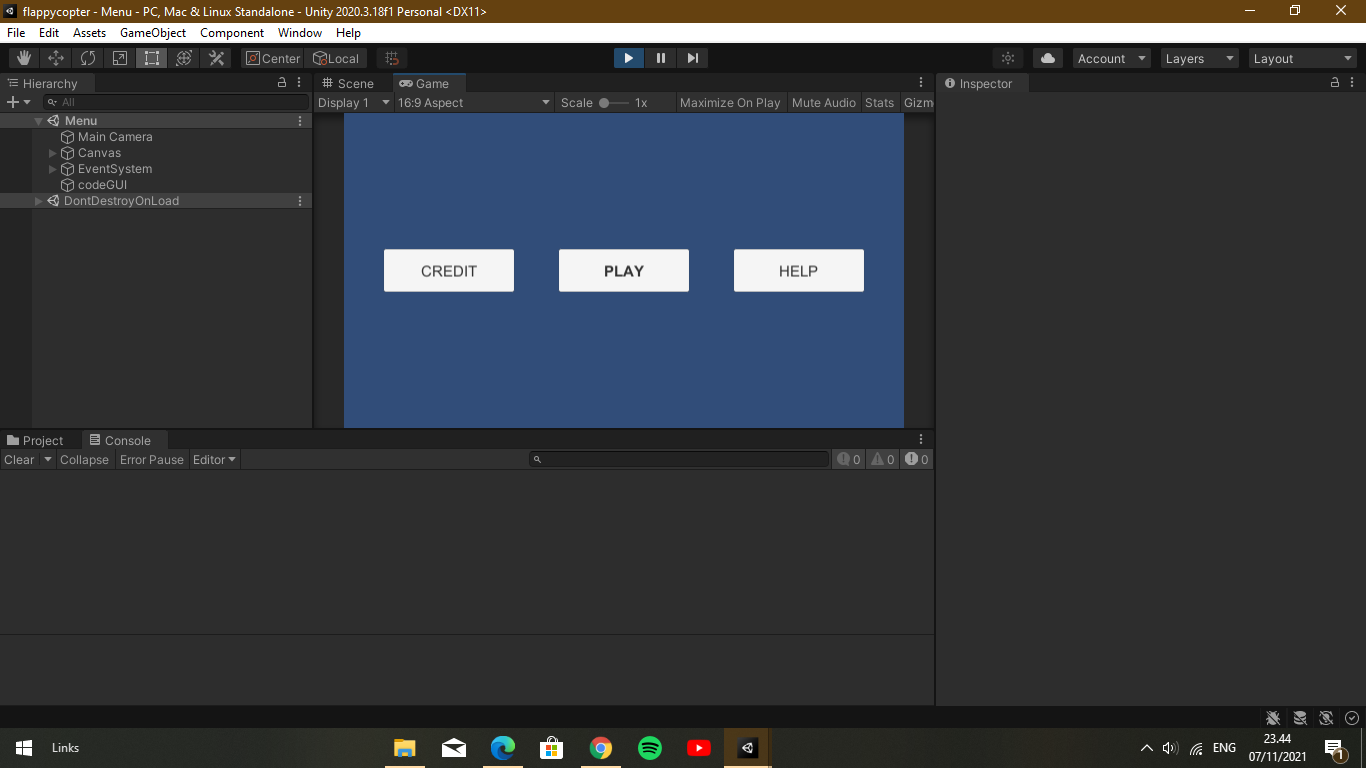 flappycopter - Menu - PC, Mac & Linux Standalone - Unity 2020.3.18f1 Personal <DX11>
File Edit Assets GameObject Component Window Help
Center Local Account Layers Layout
Hierarchy
All
Menu
Main Camera
Canvas
EventSystem
codeGUI
DontDestroyOnLoad
Scene Game
Display 1 16:9 Aspect Scale 1x Maximize On Play Mute Audio Stats Gizm
CREDIT PLAY HELP
Inspector
Project Console
Clear Collapse Error Pause Editor 0 0 0
Links
ENG
23.44
07/11/2021
1